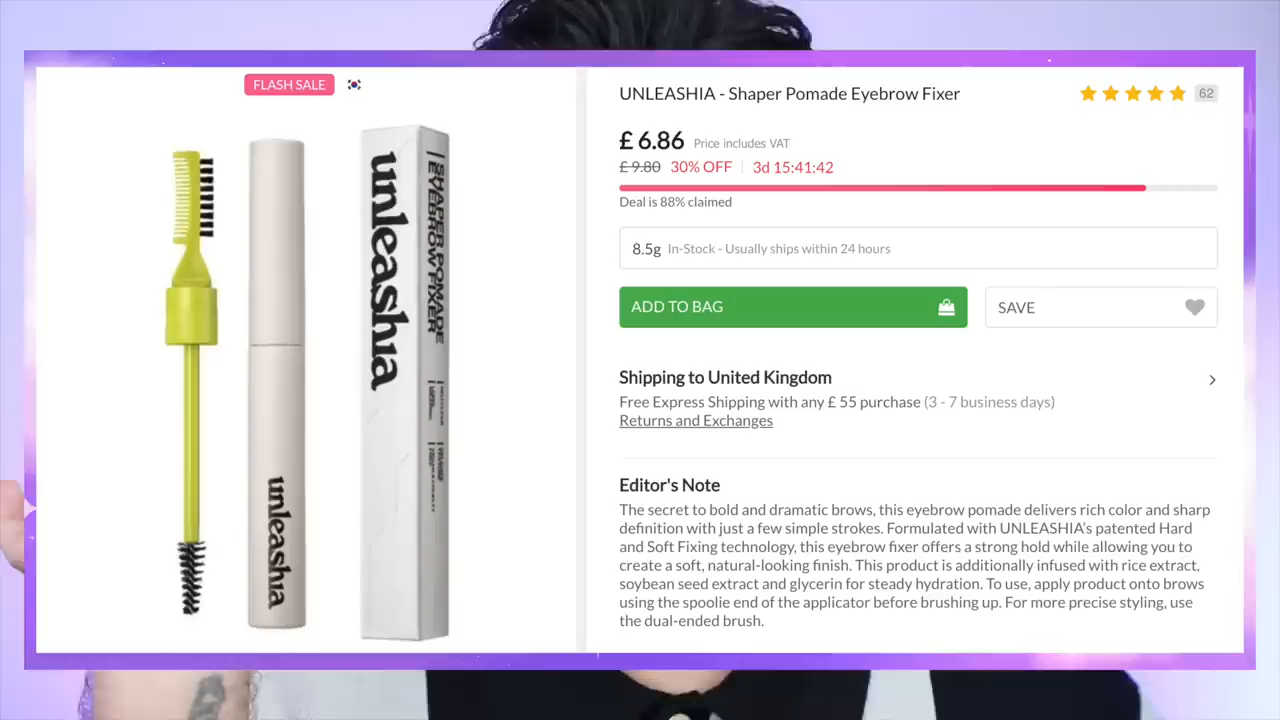 FLASH SALE
unleashia
unleashia
SHAPER POMADE
EYEBROW FIXER
UNLEASHIA - Shaper Pomade Eyebrow Fixer
62
£ 6.86 Price includes VAT
£ 9.80 30% OFF 3d 15:41:42
Deal is 88% claimed
8.5g In-Stock - Usually ships within 24 hours
ADD TO BAG
SAVE
Shipping to United Kingdom
Free Express Shipping with any £ 55 purchase (3 - 7 business days)
Returns and Exchanges
Editor's Note
The secret to bold and dramatic brows, this eyebrow pomade delivers rich color and sharp
definition with just a few simple strokes. Formulated with UNLEASHIA's patented Hard
and Soft Fixing technology, this eyebrow fixer offers a strong hold while allowing you to
create a soft, natural-looking finish. This product is additionally infused with rice extract,
soybean seed extract and glycerin for steady hydration. To use, apply product onto brows
using the spoolie end of the applicator before brushing up. For more precise styling, use
the dual-ended brush.